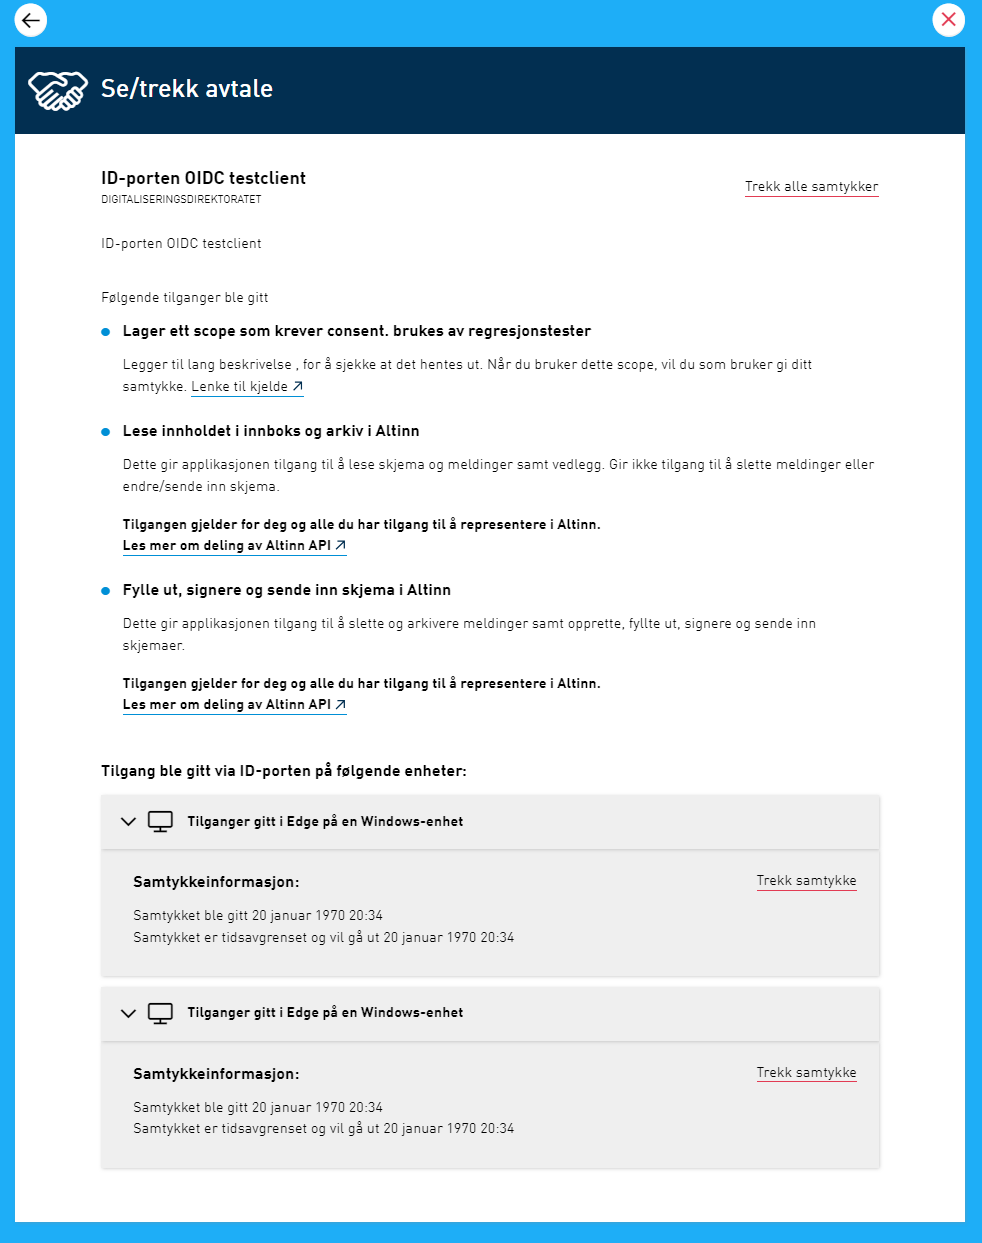 Se/trekk avtale
ID-porten OIDC testclient
DIGITALISERINGSDIREKTORATET
Trekk alle samtykker
ID-porten OIDC testclient
Følgende tilganger ble gitt
Lager ett scope som krever consent. brukes av regresjonstester
Legger til lang beskrivelse , for å sjekke at det hentes ut. Når du bruker dette scope, vil du som bruker gi ditt
samtykke. Lenke til kjelde
Lese innholdet i innboks og arkiv i Altinn
Dette gir applikasjonen tilgang til å lese skjema og meldinger samt vedlegg. Gir ikke tilgang til å slette meldinger eller
endre/sende inn skjema.
Tilgangen gjelder for deg og alle du har tilgang til å representere i Altinn.
Les mer om deling av Altinn API
Fylle ut, signere og sende inn skjema i Altinn
Dette gir applikasjonen tilgang til å slette og arkivere meldinger samt opprette, fyllte ut, signere og sende inn
skjemaer.
Tilgangen gjelder for deg og alle du har tilgang til å representere i Altinn.
Les mer om deling av Altinn API
Tilgang ble gitt via ID-porten på følgende enheter:
Tilganger gitt i Edge på en Windows-enhet
Samtykkeinformasjon:
Trekk samtykke
Samtykket ble gitt 20 januar 1970 20:34
Samtykket er tidsavgrenset og vil gå ut 20 januar 1970 20:34
Tilganger gitt i Edge på en Windows-enhet
Samtykkeinformasjon:
Trekk samtykke
Samtykket ble gitt 20 januar 1970 20:34
Samtykket er tidsavgrenset og vil gå ut 20 januar 1970 20:34